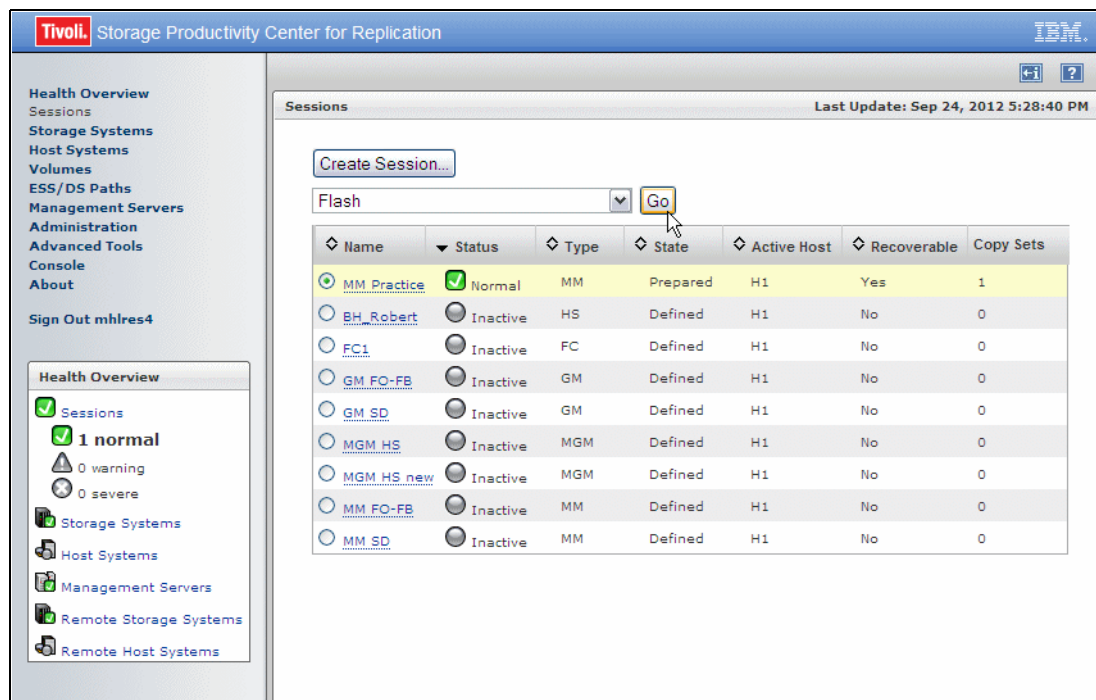 Tivoli. Storage Productivity Center for Replication
IBM.
Health Overview
Sessions
Storage Systems
Host Systems
Volumes
ESS/DS Paths
Management Servers
Administration
Advanced Tools
Console
About
Sign Out mhlres4
Health Overview
Sessions
1 normal
0 warning
0 severe
Storage Systems
Host Systems
Management Servers
Remote Storage Systems
Remote Host Systems
i ?
Sessions Last Update: Sep 24, 2012 5:28:40 PM
Create Session...
Flash Go
Name Status Type State Active Host Recoverable Copy Sets
MM Practice Normal MM Prepared H1 Yes 1
BH_Robert Inactive HS Defined H1 No 0
FC1 Inactive FC Defined H1 No 0
GM FO-FB Inactive GM Defined H1 No 0
GM SD Inactive GM Defined H1 No 0
MGM HS Inactive MGM Defined H1 No 0
MGM HS new Inactive MGM Defined H1 No 0
MM FO-FB Inactive MM Defined H1 No 0
MM SD Inactive MM Defined H1 No 0